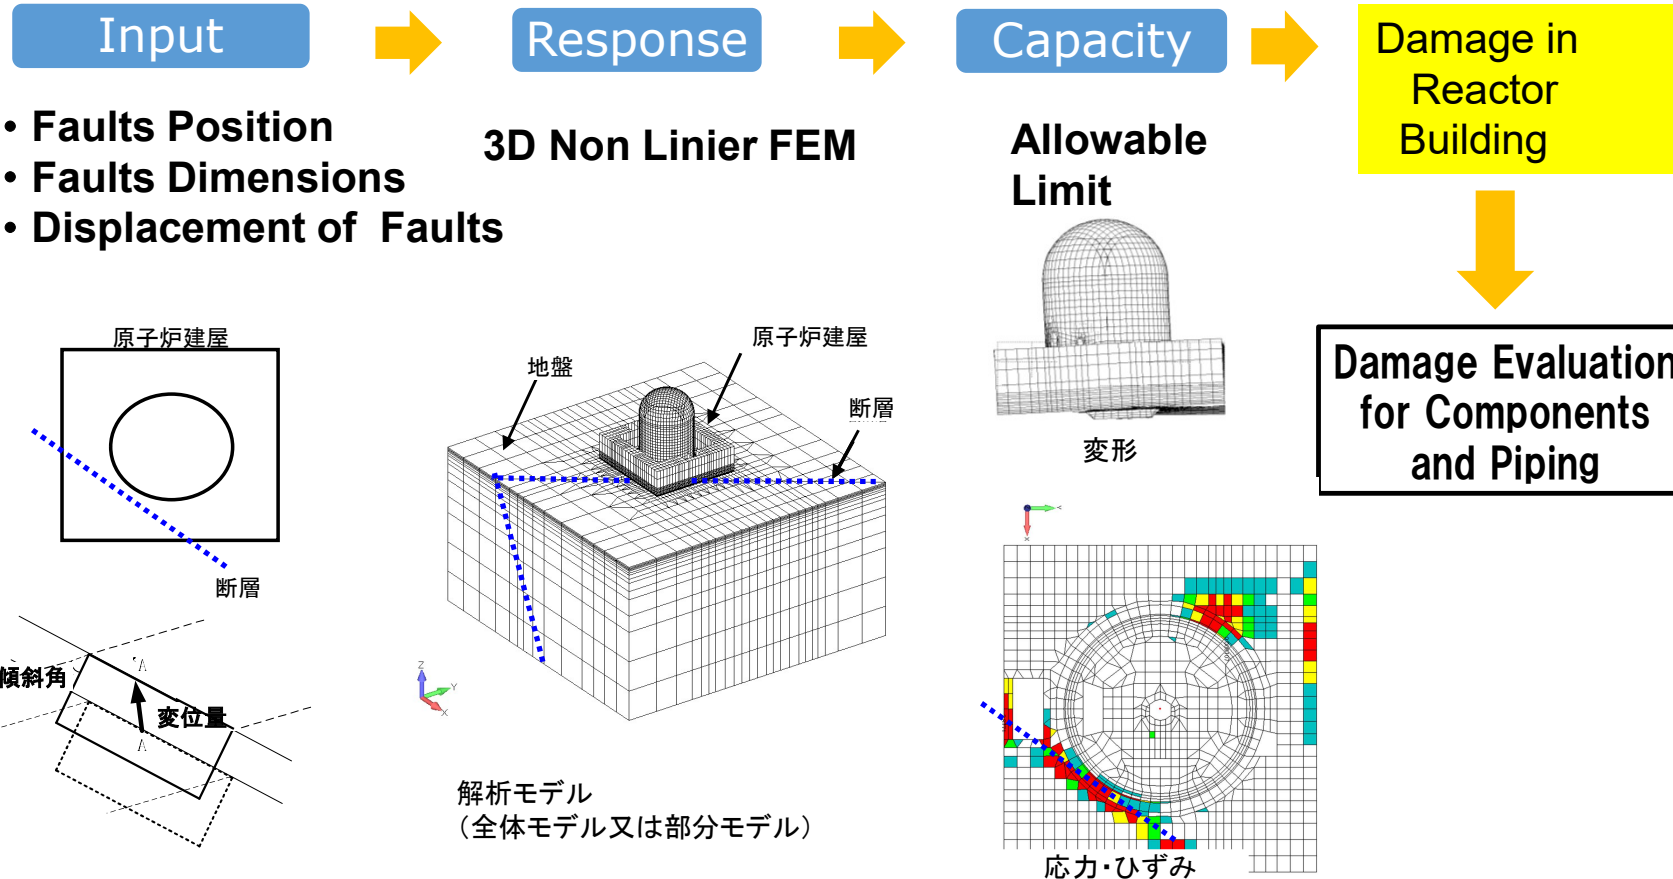 Input
Response
Capacity
Damage in
Reactor
Building
• Faults Position
• Faults Dimensions
• Displacement of Faults
3D Non Linier FEM
Allowable
Limit
Damage Evaluation
for Components
and Piping
原子炉建屋
断層
傾斜角
変位量
A
A
地盤
原子炉建屋
断層
Z
Y
X
解析モデル
（全体モデル又は部分モデル）
変形
Y
X
応力・ひずみ